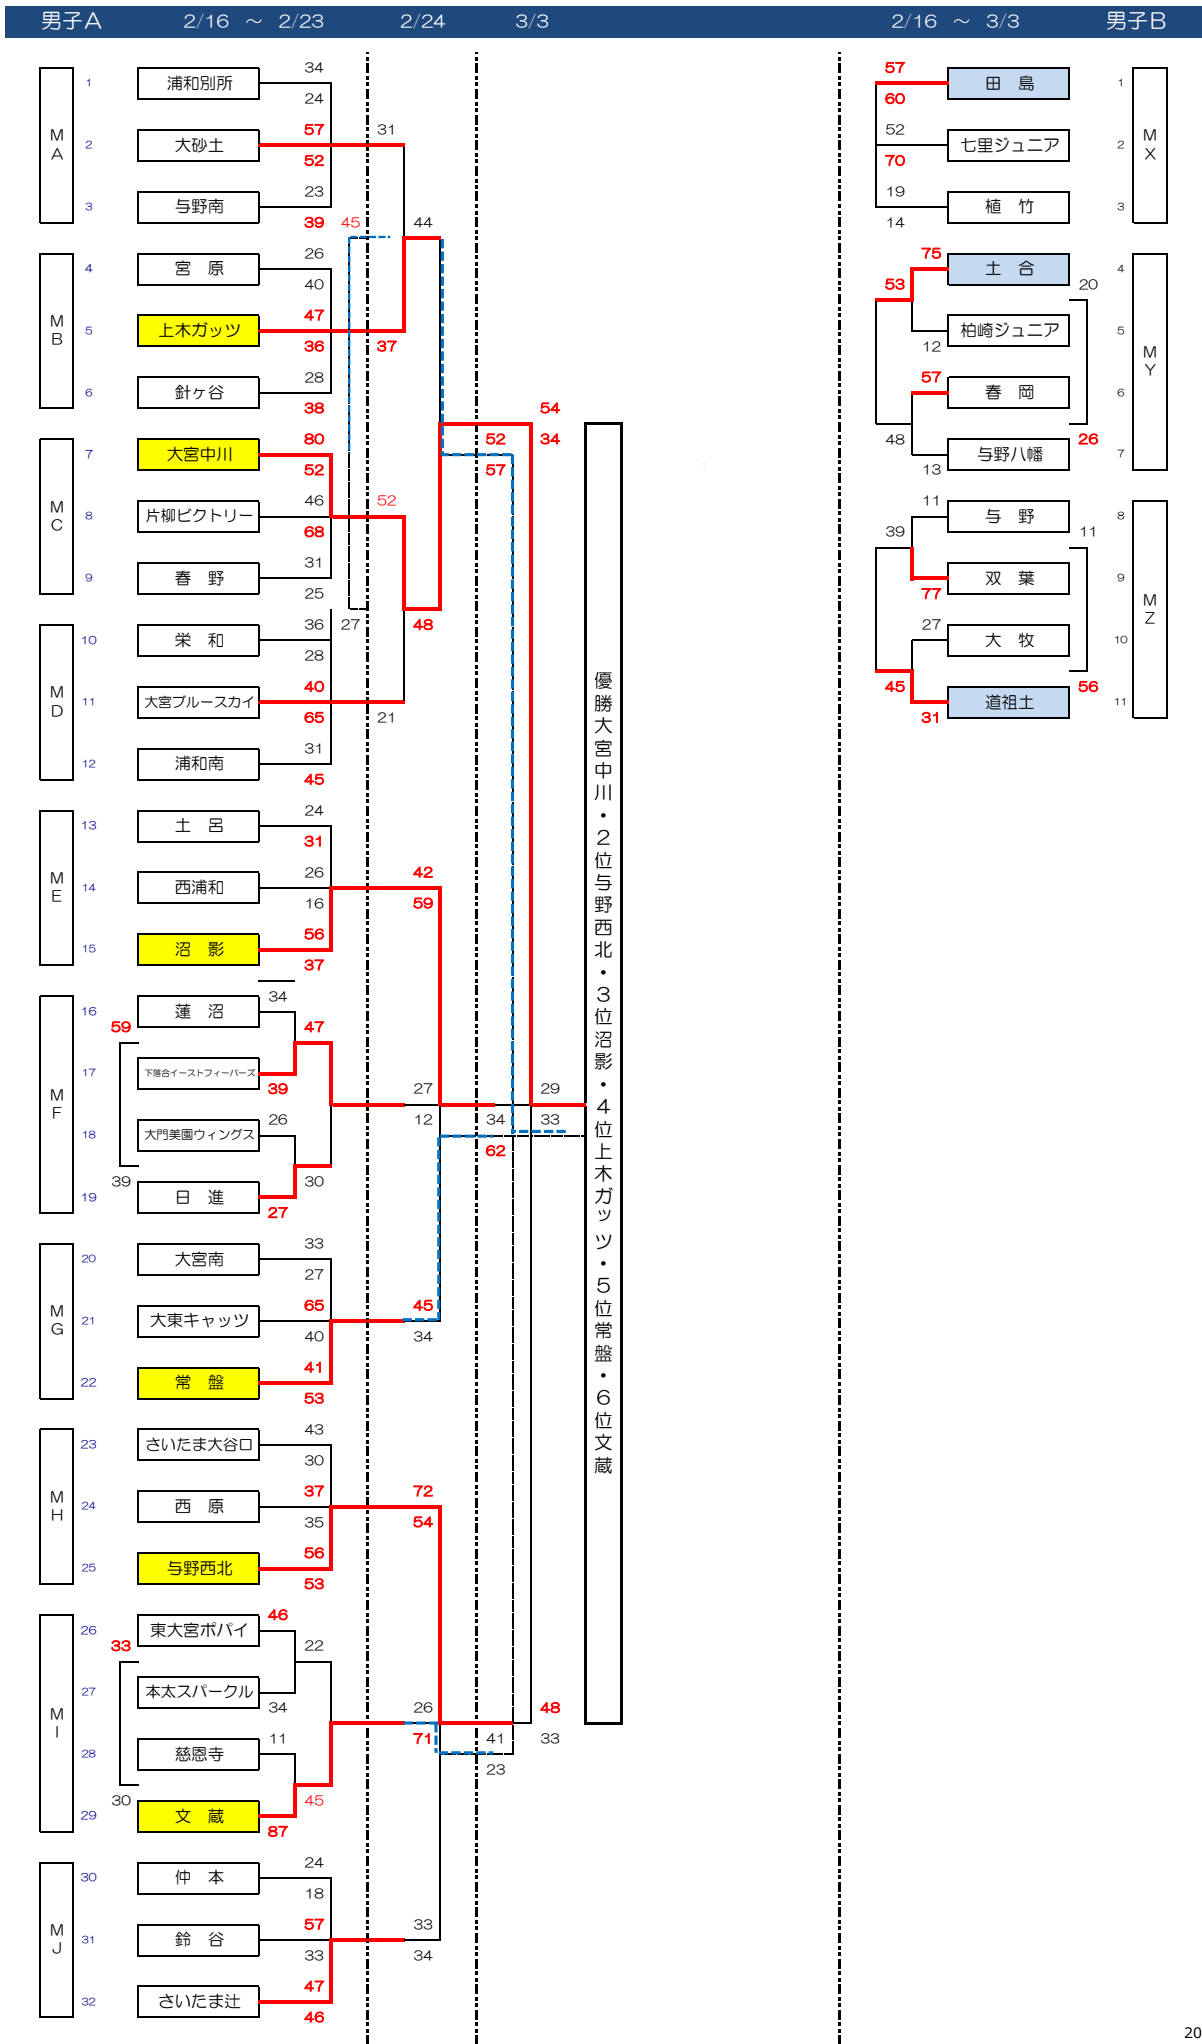 男子A 2/16 ～ 2/23 2/24 3/3 2/16 ～ 3/3 男子B
MA
1 浦和別所 34
24
2 大砂土 57 31
52
3 与野南 23
39 45 44
MB
4 宮 原 26
40
5 上木ガッツ 47
36 37
6 針ヶ谷 28
38 54
MC
7 大宮中川 80 52 34
52 57
8 片柳ビクトリー 46 52
68
9 春 野 31
25
MD
10 栄 和 36 27 48
28
11 大宮ブルースカイ 40
65 21
12 浦和南 31
45
ME
13 土 呂 24
31
14 西浦和 26 42
16 59
15 沼 影 56
37
MF
16 蓮 沼 34
59 47
17 下落合イーストフィーバーズ 39 27 29
18 大門美園ウィングス 26 12 34 33
62
39 30
19 日 進 27
MG
20 大宮南 33
27
21 大東キャッツ 65 45
40 34
22 常 盤 41
53
MH
23 さいたま大谷口 43
30
24 西 原 37 72
35 54
25 与野西北 56
53
MI
26 東大宮ポパイ 46
33 22
27 本太スパークル 34 26 48
28 慈恩寺 11 71 41 33
23
30 45
29 文 蔵 87
MJ
30 仲 本 24
18
31 鈴 谷 57 33
33 34
32 さいたま辻 47
46
優勝大宮中川・2位与野西北・3位沼影・4位上木ガッツ・5位常盤・6位文蔵
57 田 島 1
60
52 七里ジュニア 2
70
19 植 竹 3
14
MX
75 土 合 4
53 20
12 柏崎ジュニア 5
57 春 岡 6
48 26
13 与野八幡 7
MY
11 与 野 8
39 11
77 双 葉 9
27 大 牧 10
45 56
31 道祖土 11
MZ
20